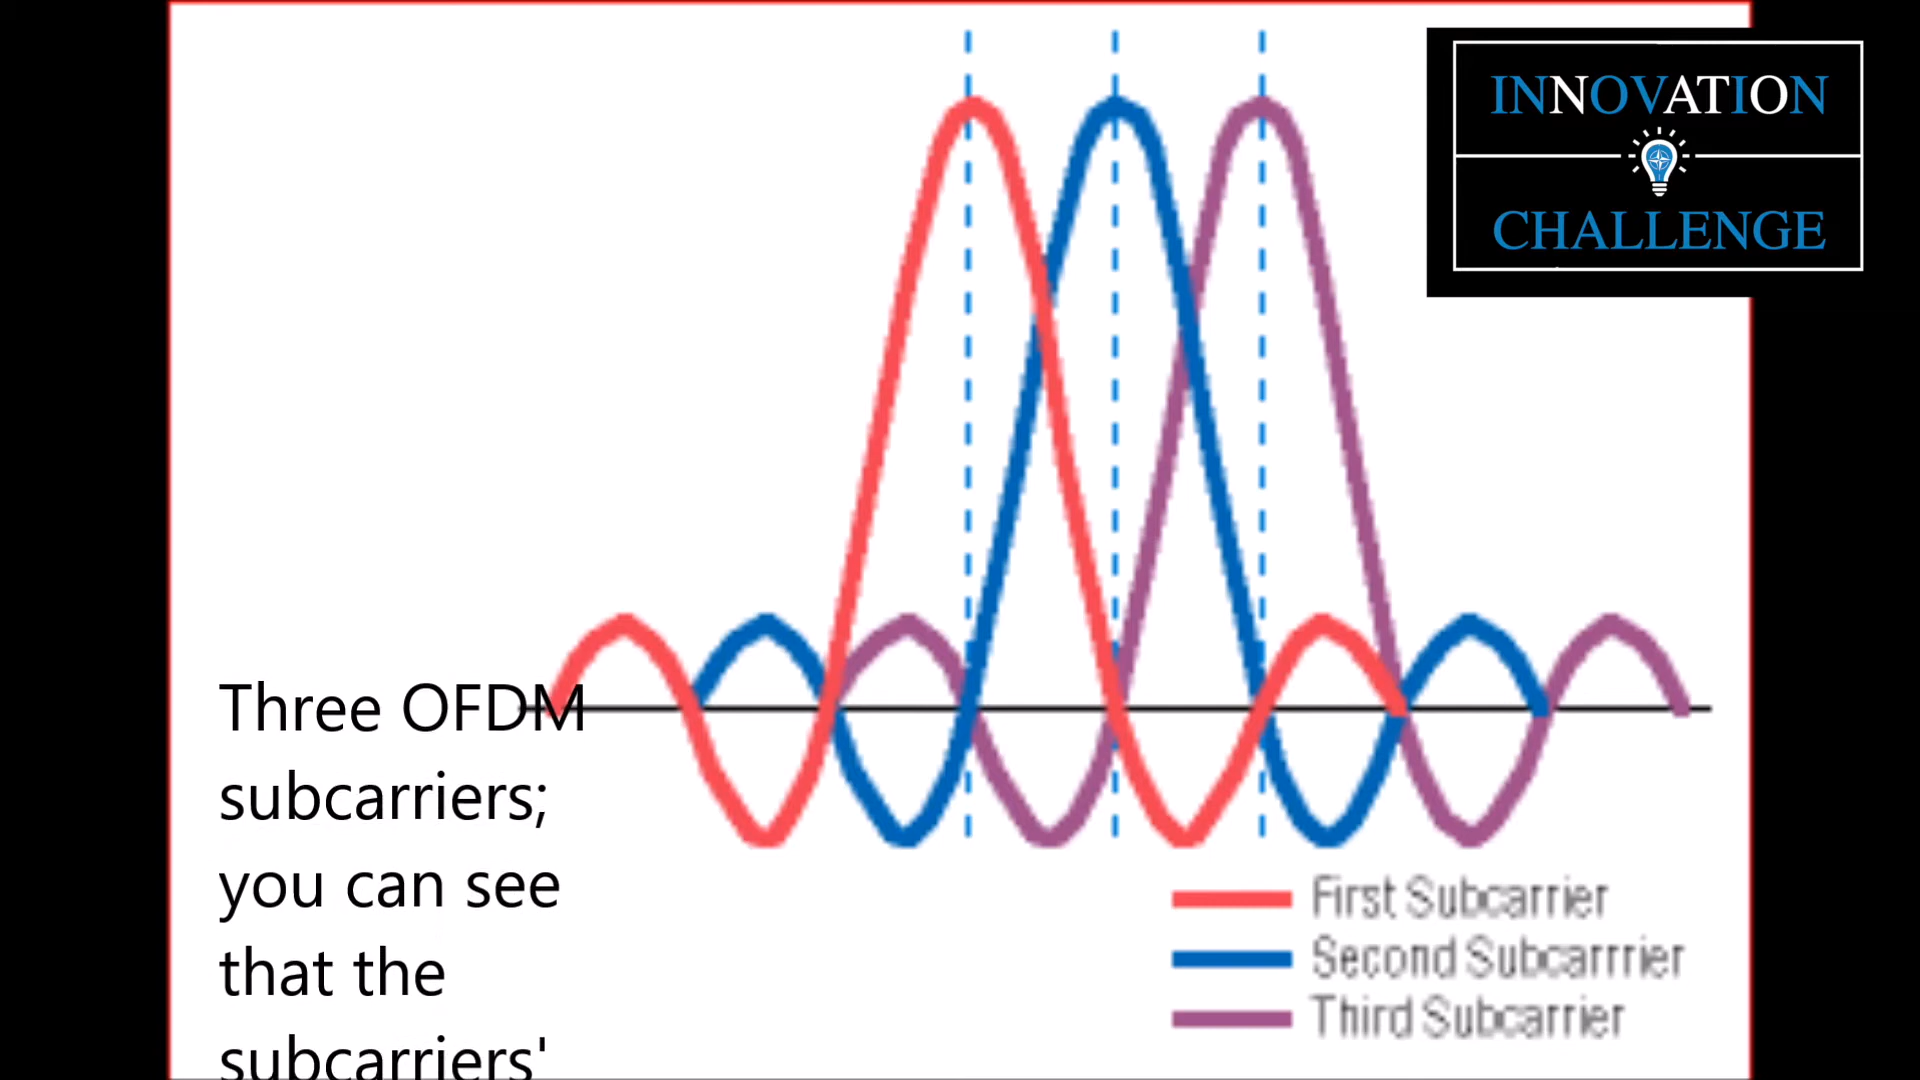 INNOVATION
CHALLENGE
Three OFDM
subcarriers;
you can see
that the
subcarriers'
First Subcarrier
Second Subcarrrier
Third Subcarrier